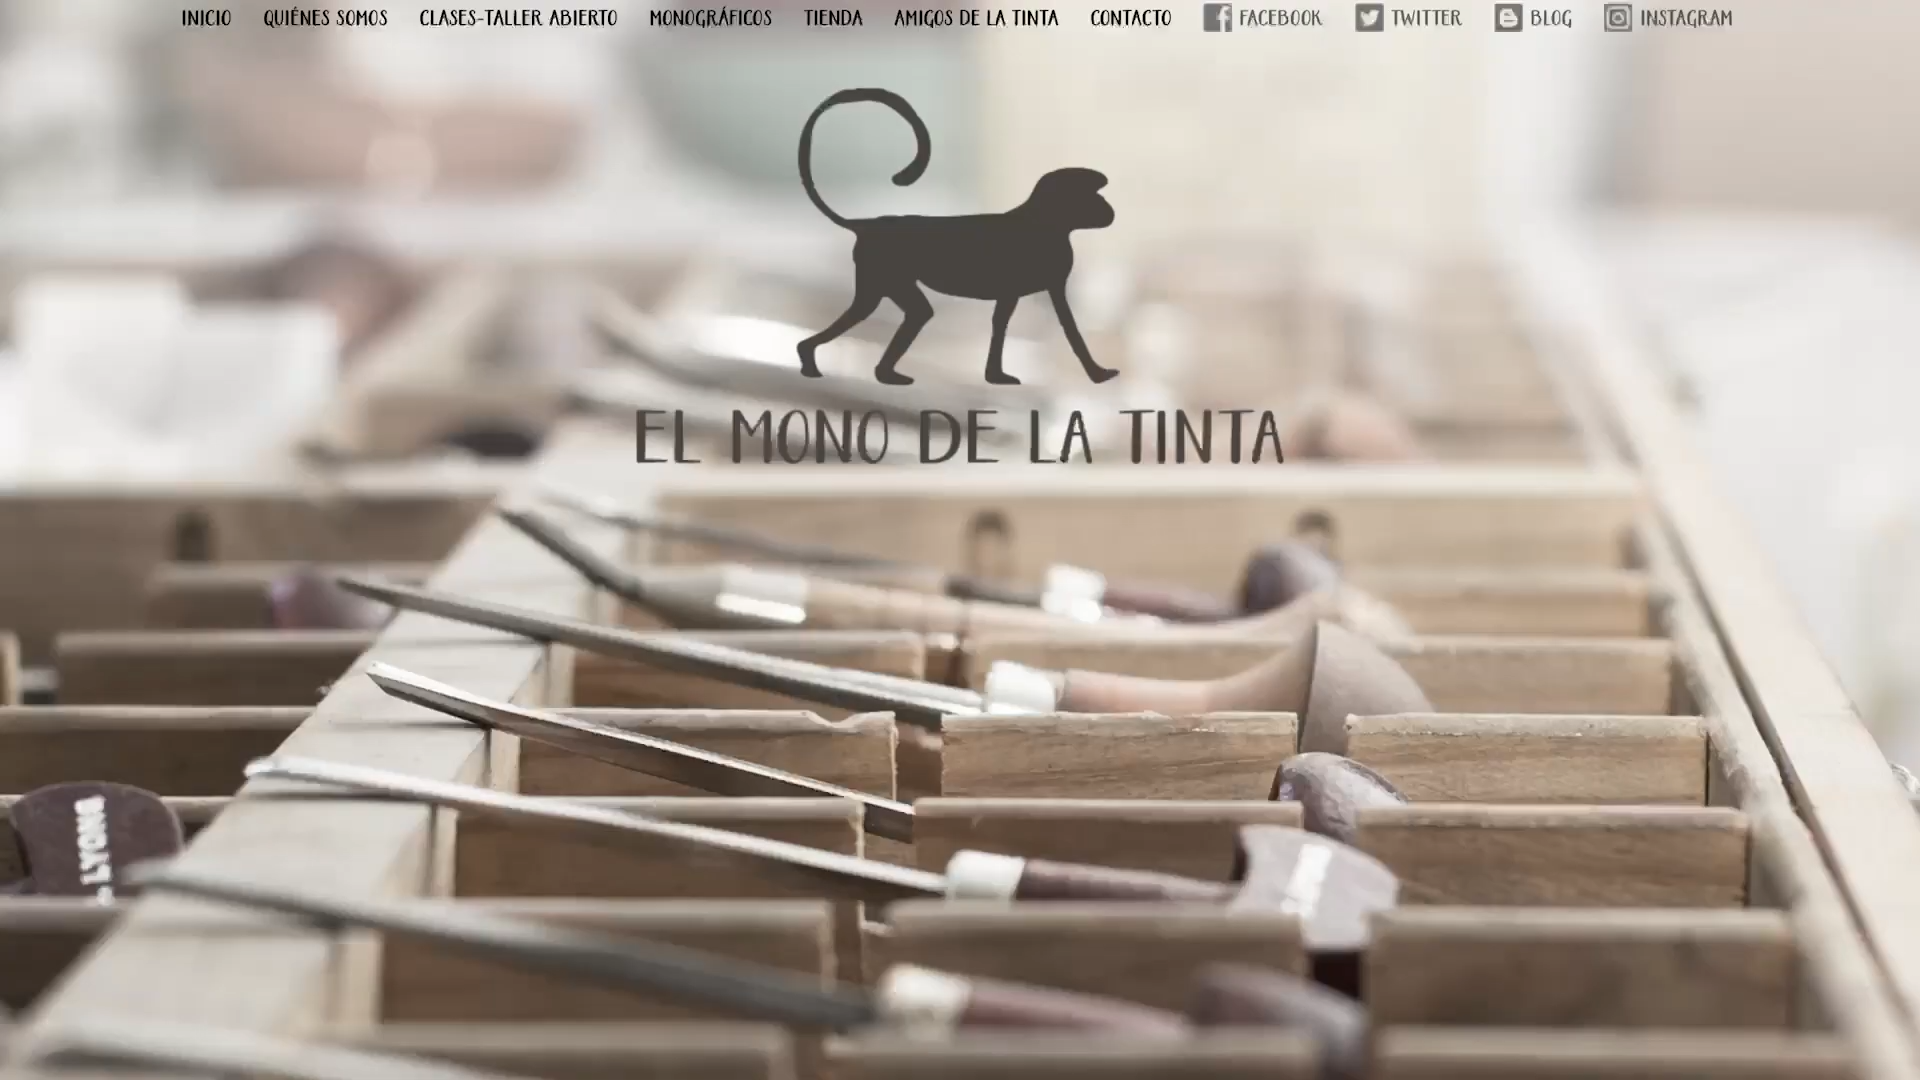 INICIO QUIÉNES SOMOS CLASES-TALLER ABIERTO MONOGRÁFICOS TIENDA AMIGOS DE LA TINTA CONTACTO FACEBOOK TWITTER BLOG INSTAGRAM
EL MONO DE LA TINTA
LYONS